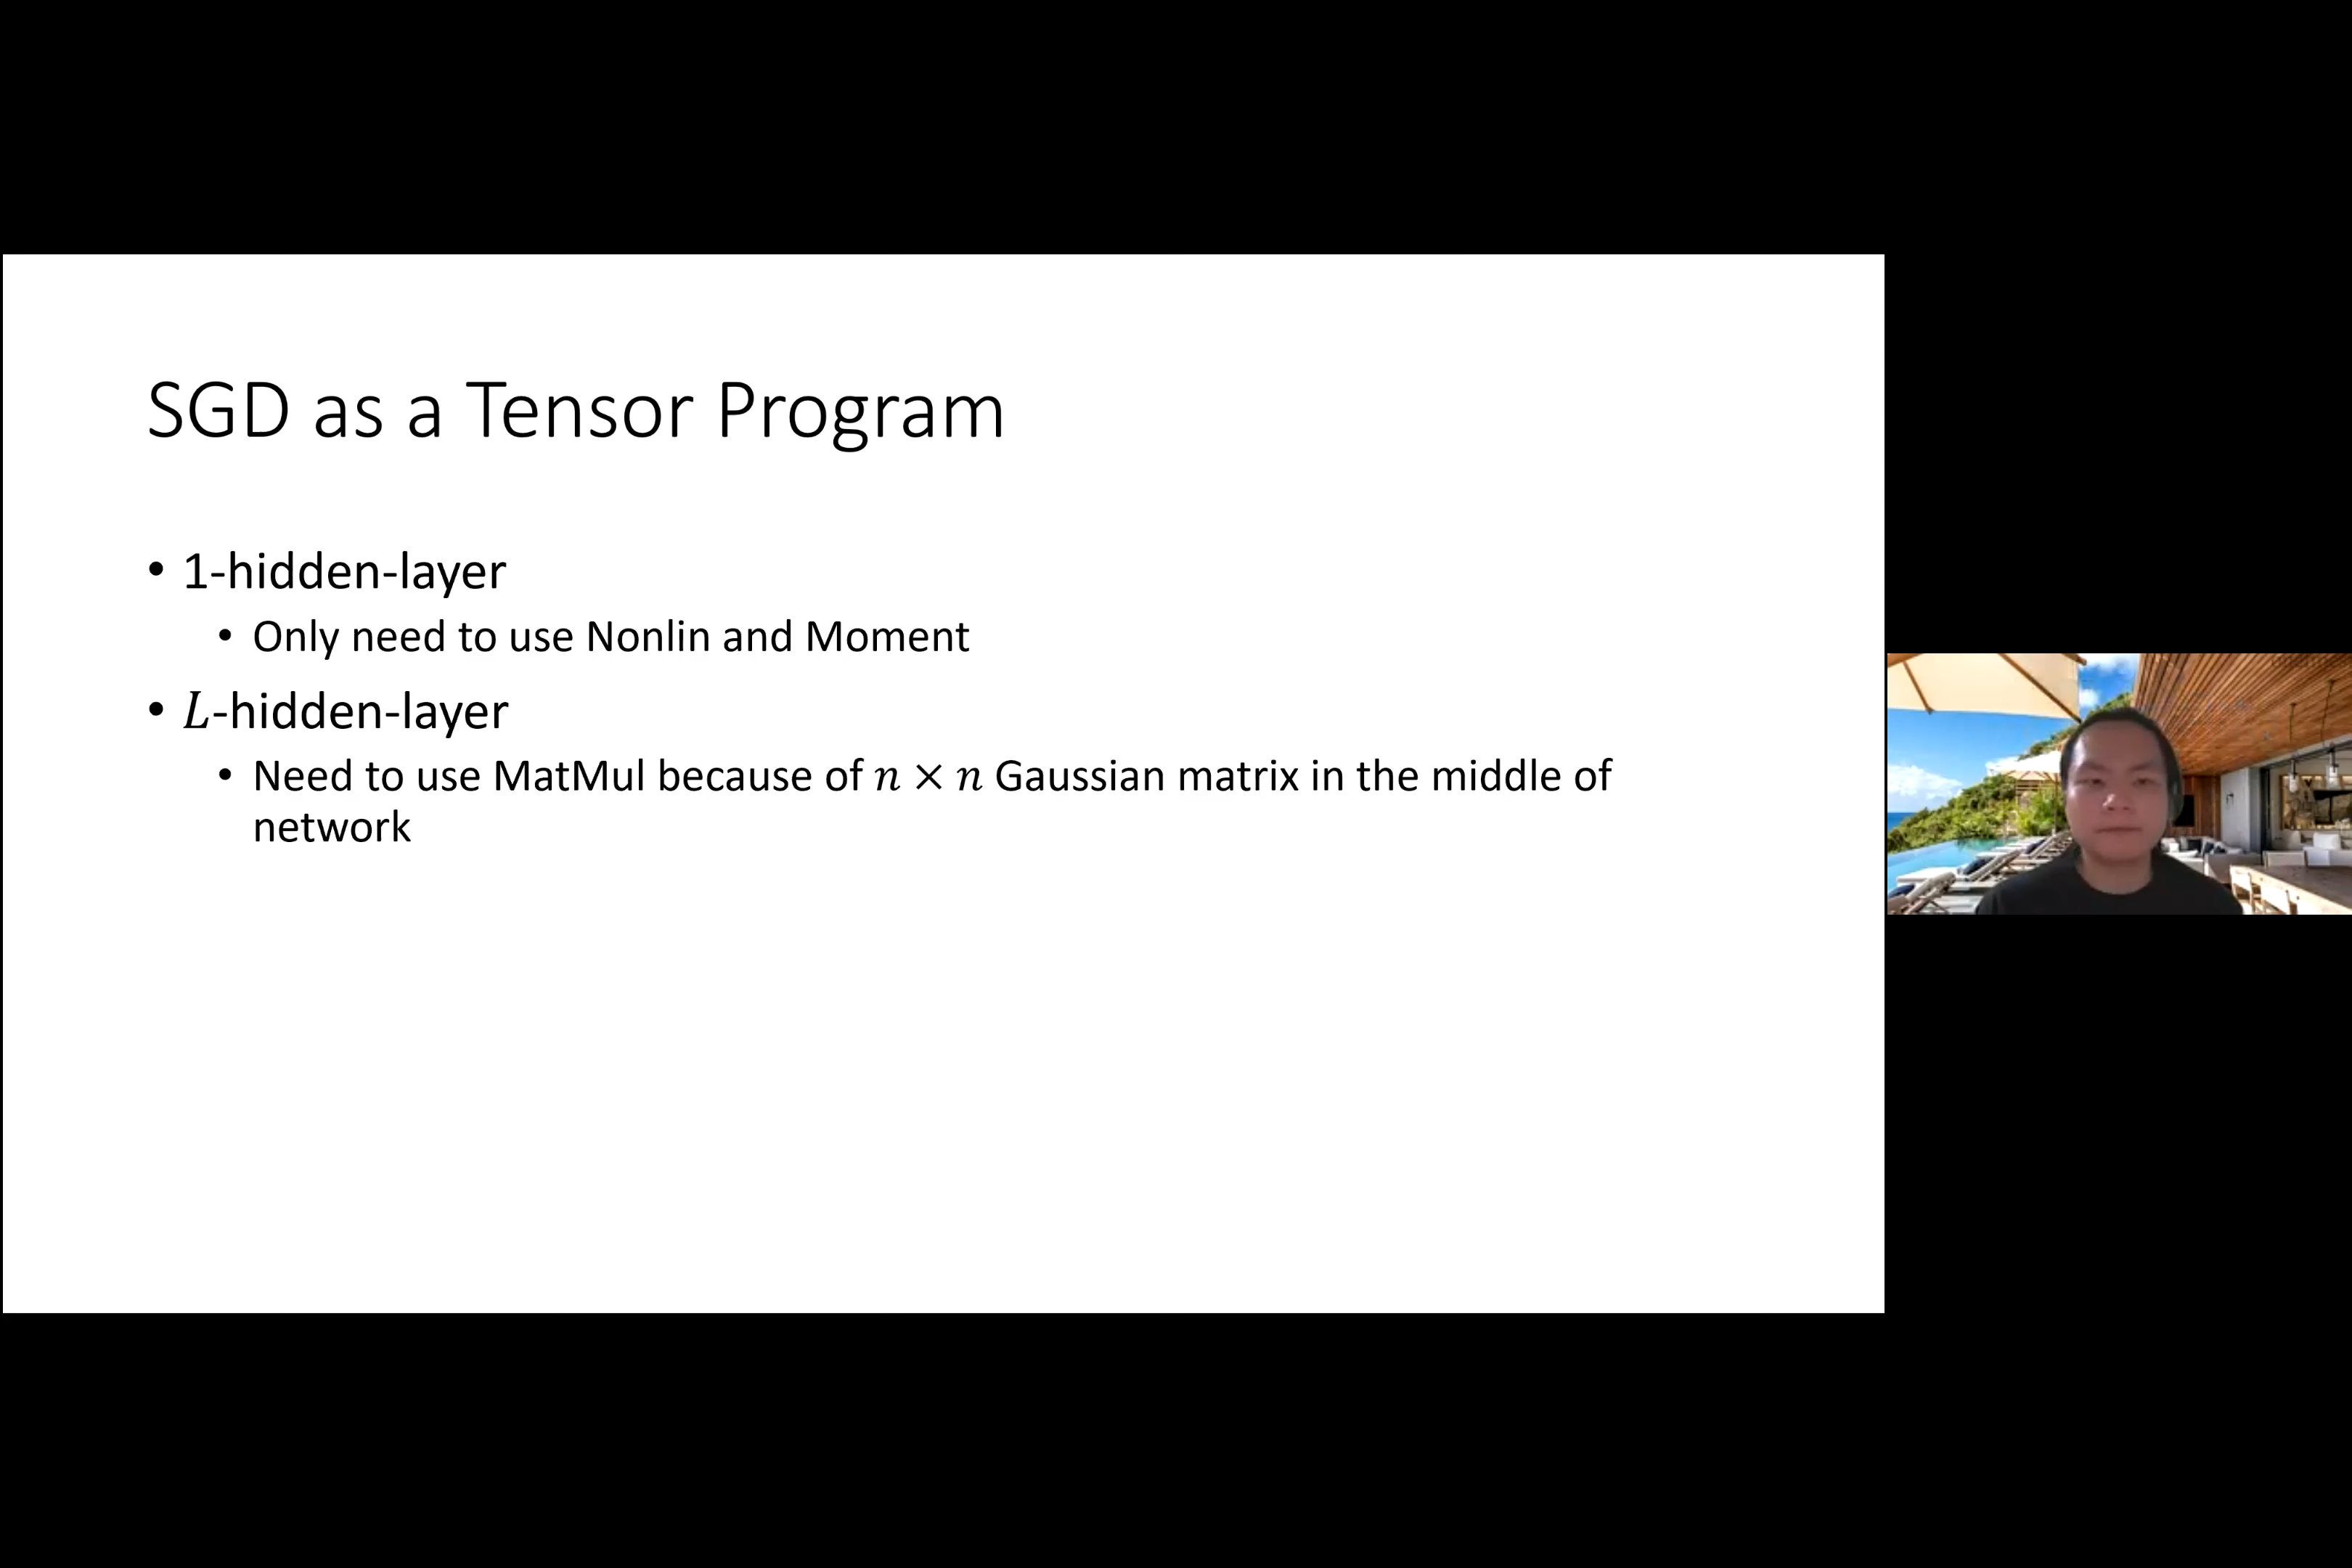 SGD as a Tensor Program
• 1-hidden-layer
• Only need to use Nonlin and Moment
• L-hidden-layer
• Need to use MatMul because of n × n Gaussian matrix in the middle of
network